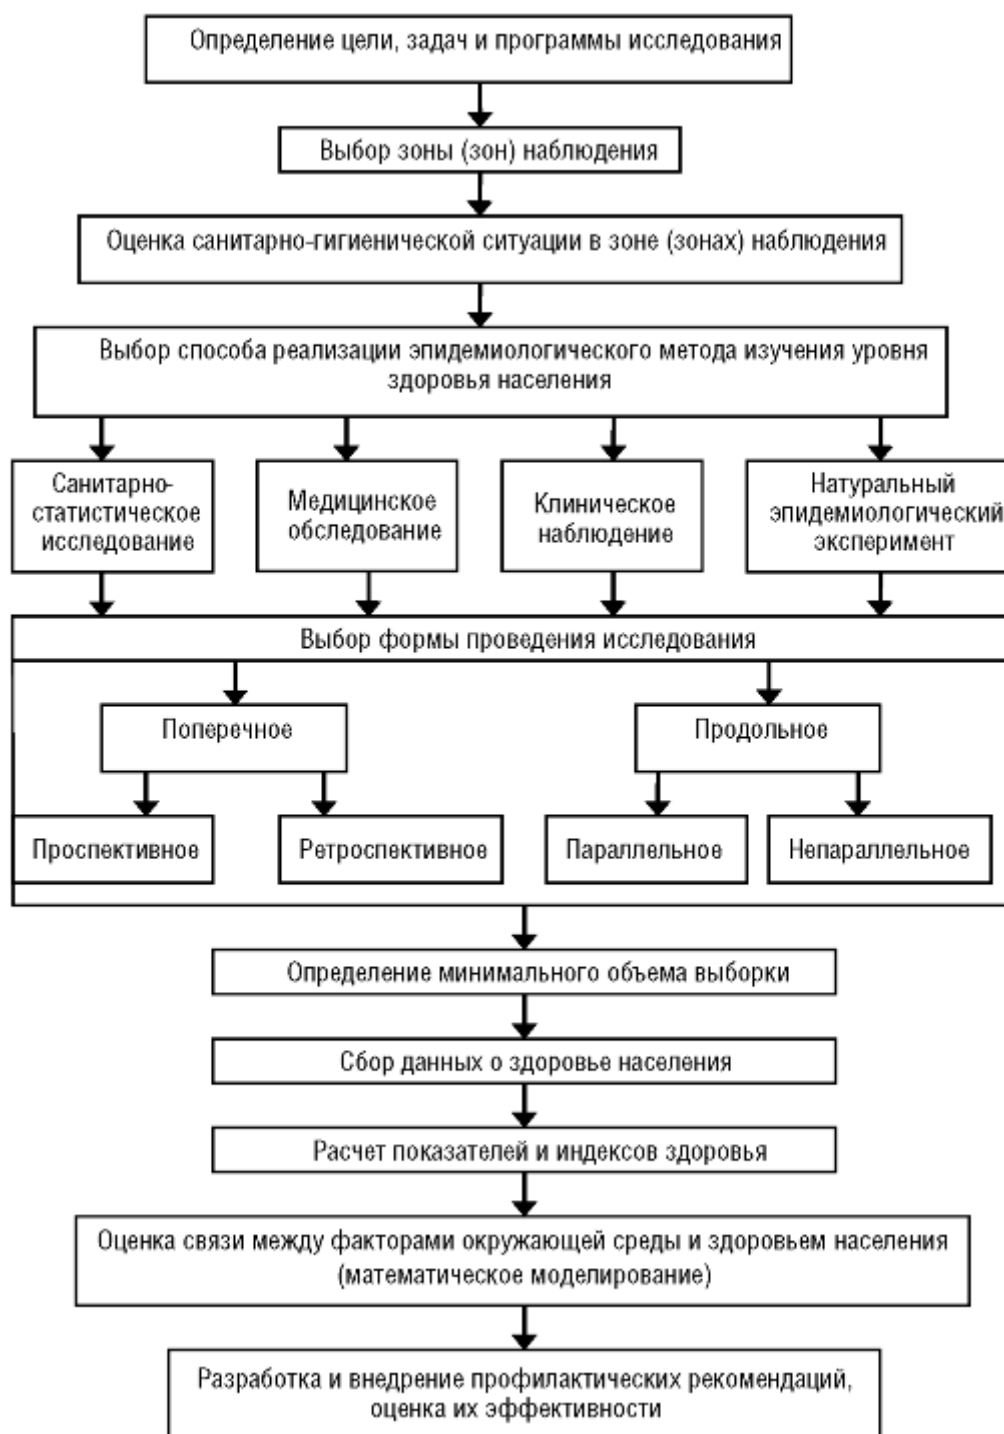 Определение цели, задач и программы исследования
Выбор зоны (зон) наблюдения
Оценка санитарно-гигиенической ситуации в зоне (зонах) наблюдения
Выбор способа реализации эпидемиологического метода изучения уровня
здоровья населения
Санитарно-
статистическое
исследование
Медицинское
обследование
Клиническое
наблюдение
Натуральный
эпидемиологический
эксперимент
Выбор формы проведения исследования
Поперечное
Продольное
Проспективное
Ретроспективное
Параллельное
Непараллельное
Определение минимального объема выборки
Сбор данных о здоровье населения
Расчет показателей и индексов здоровья
Оценка связи между факторами окружающей среды и здоровьем населения
(математическое моделирование)
Разработка и внедрение профилактических рекомендаций,
оценка их эффективности